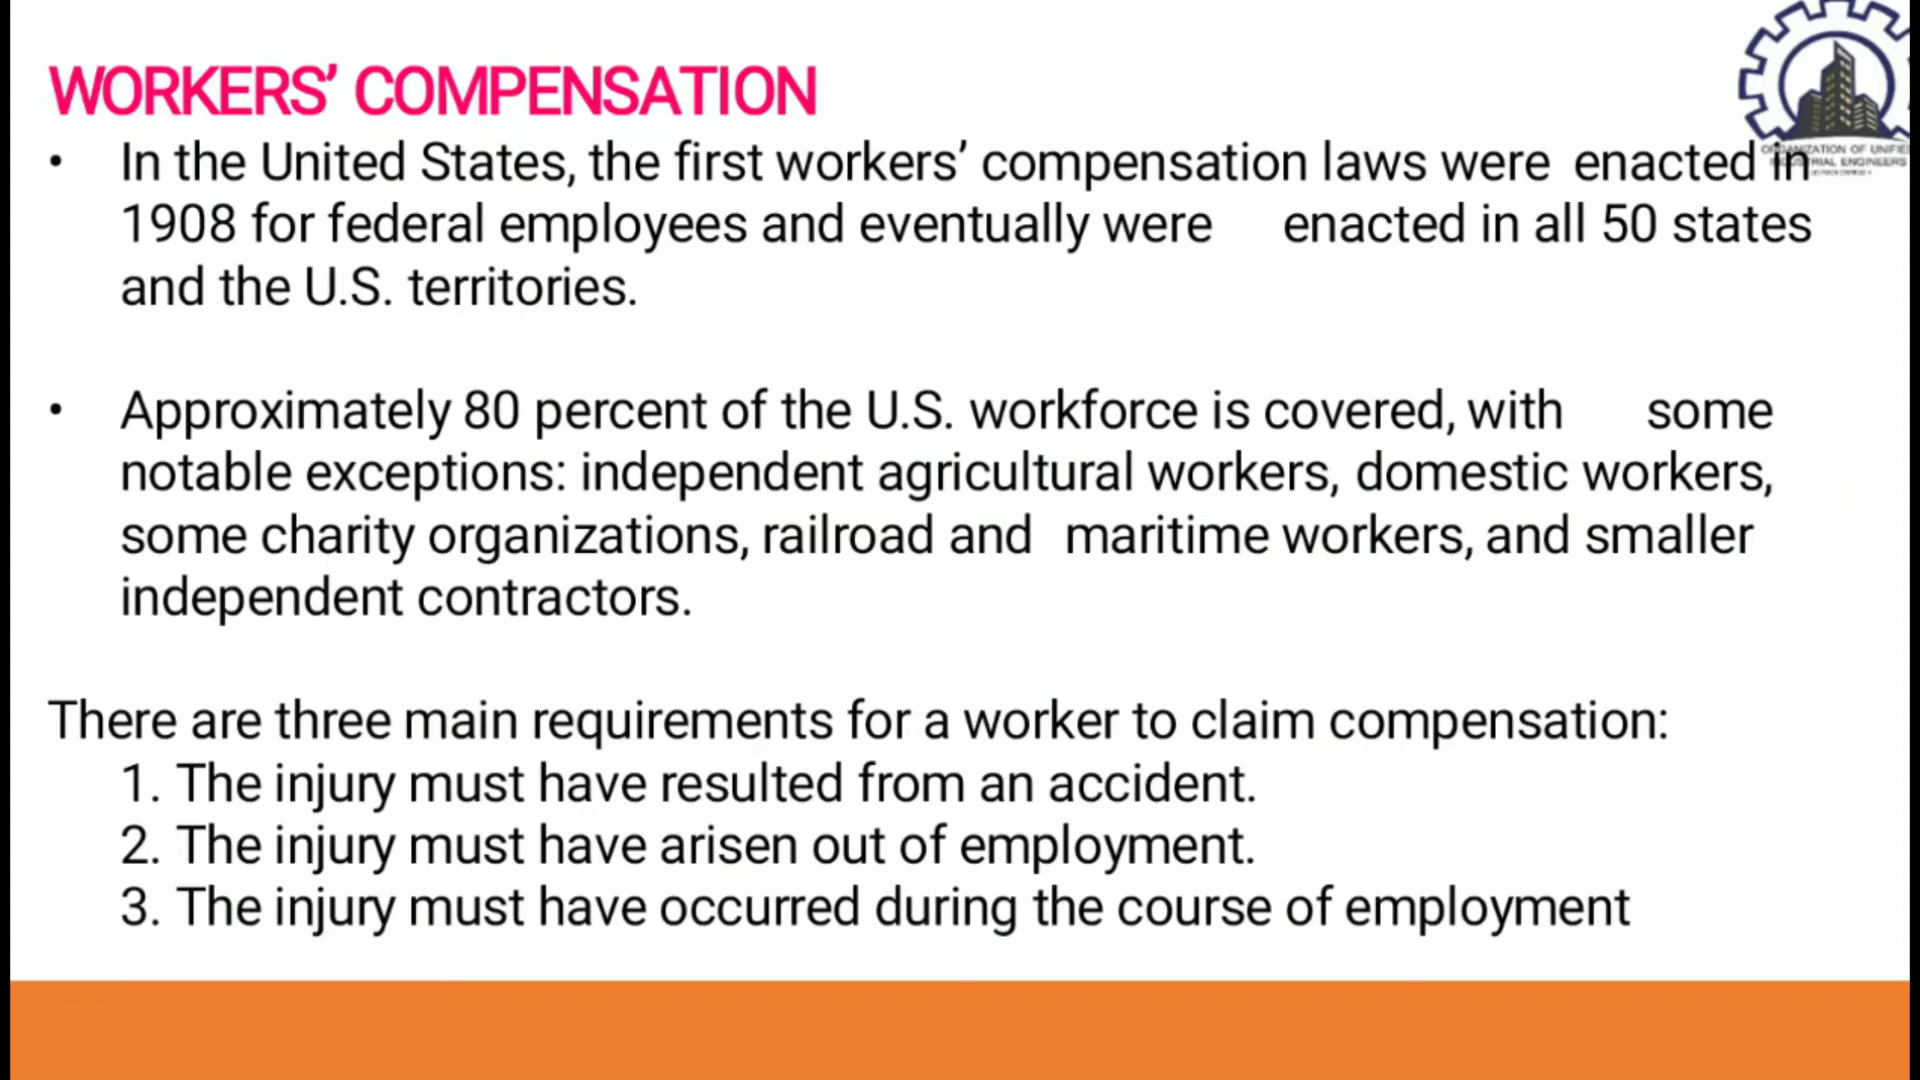 WORKERS’ COMPENSATION
• In the United States, the first workers’ compensation laws were enacted in
1908 for federal employees and eventually were enacted in all 50 states
and the U.S. territories.
• Approximately 80 percent of the U.S. workforce is covered, with some
notable exceptions: independent agricultural workers, domestic workers,
some charity organizations, railroad and maritime workers, and smaller
independent contractors.
There are three main requirements for a worker to claim compensation:
1. The injury must have resulted from an accident.
2. The injury must have arisen out of employment.
3. The injury must have occurred during the course of employment
ORGANIZATION OF UNIFIE
ENGINEERS